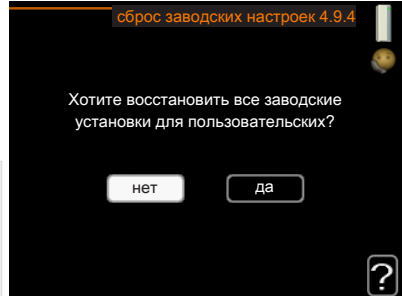 сброс заводских настроек 4.9.4
Хотите восстановить все заводские
установки для пользовательских?
нет
да
?